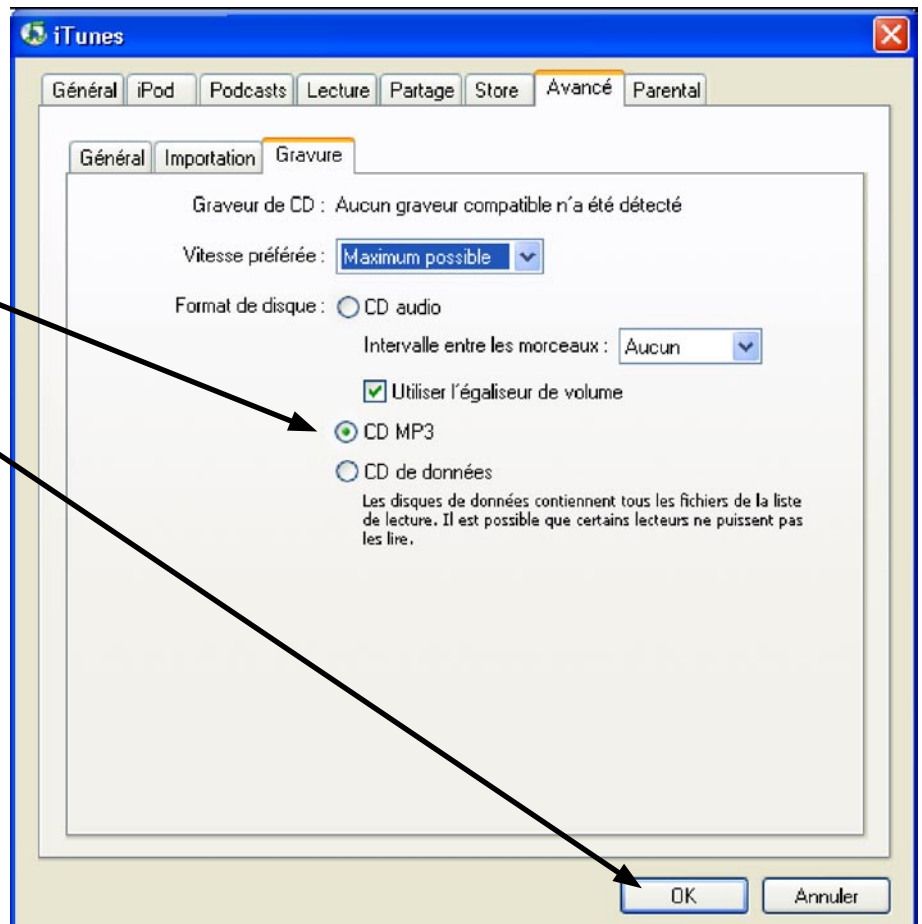 iTunes
Général iPod Podcasts Lecture Partage Store Avancé Parental
Général Importation Gravure
Graveur de CD : Aucun graveur compatible n'a été détecté
Vitesse préférée : Maximum possible
Format de disque : CD audio
Intervalle entre les morceaux : Aucun
Utiliser l'égaliseur de volume
CD MP3
CD de données
Les disques de données contiennent tous les fichiers de la liste
de lecture. Il est possible que certains lecteurs ne puissent pas
les lire.
OK Annuler